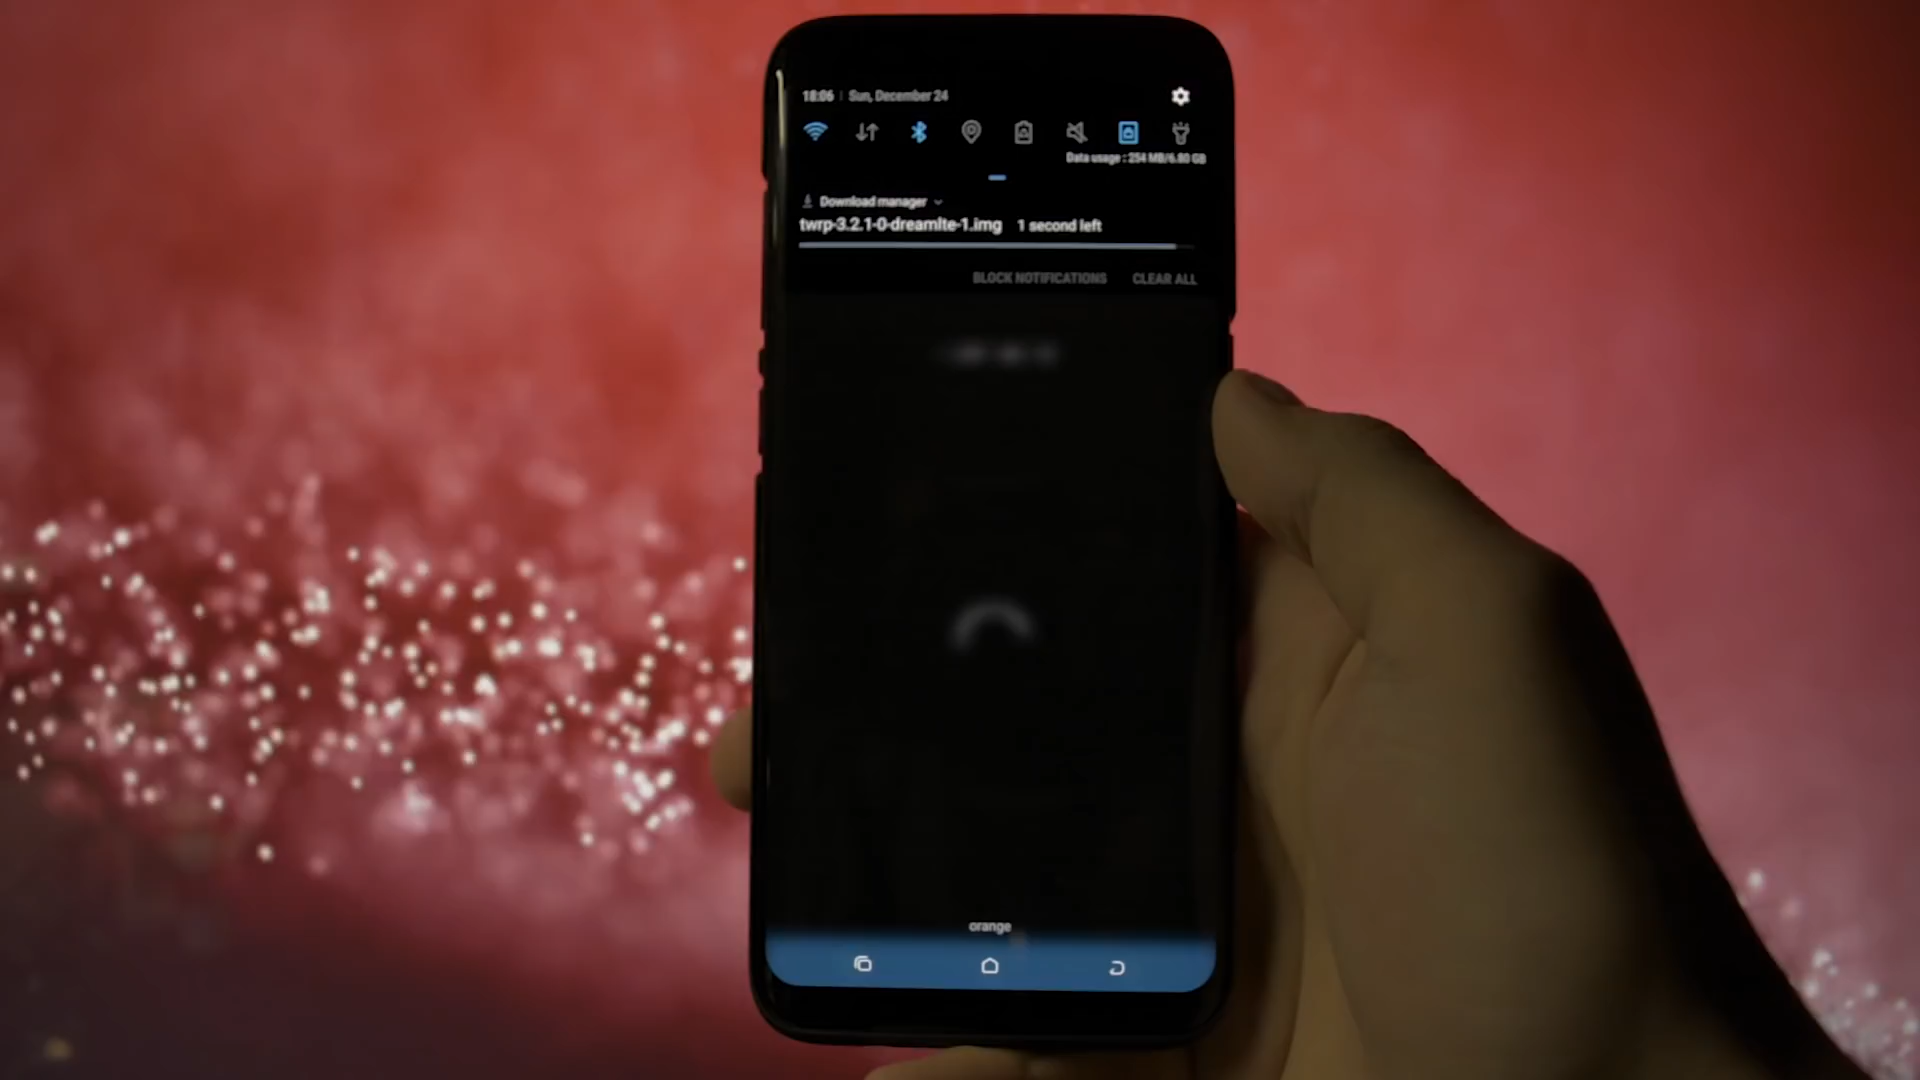 18:06 | Sun, December 24
Data usage : 254 MB/6.80 GB
Download manager
twrp-3.2.1-0-dreamlte-1.img 1 second left
BLOCK NOTIFICATIONS CLEAR ALL
orange